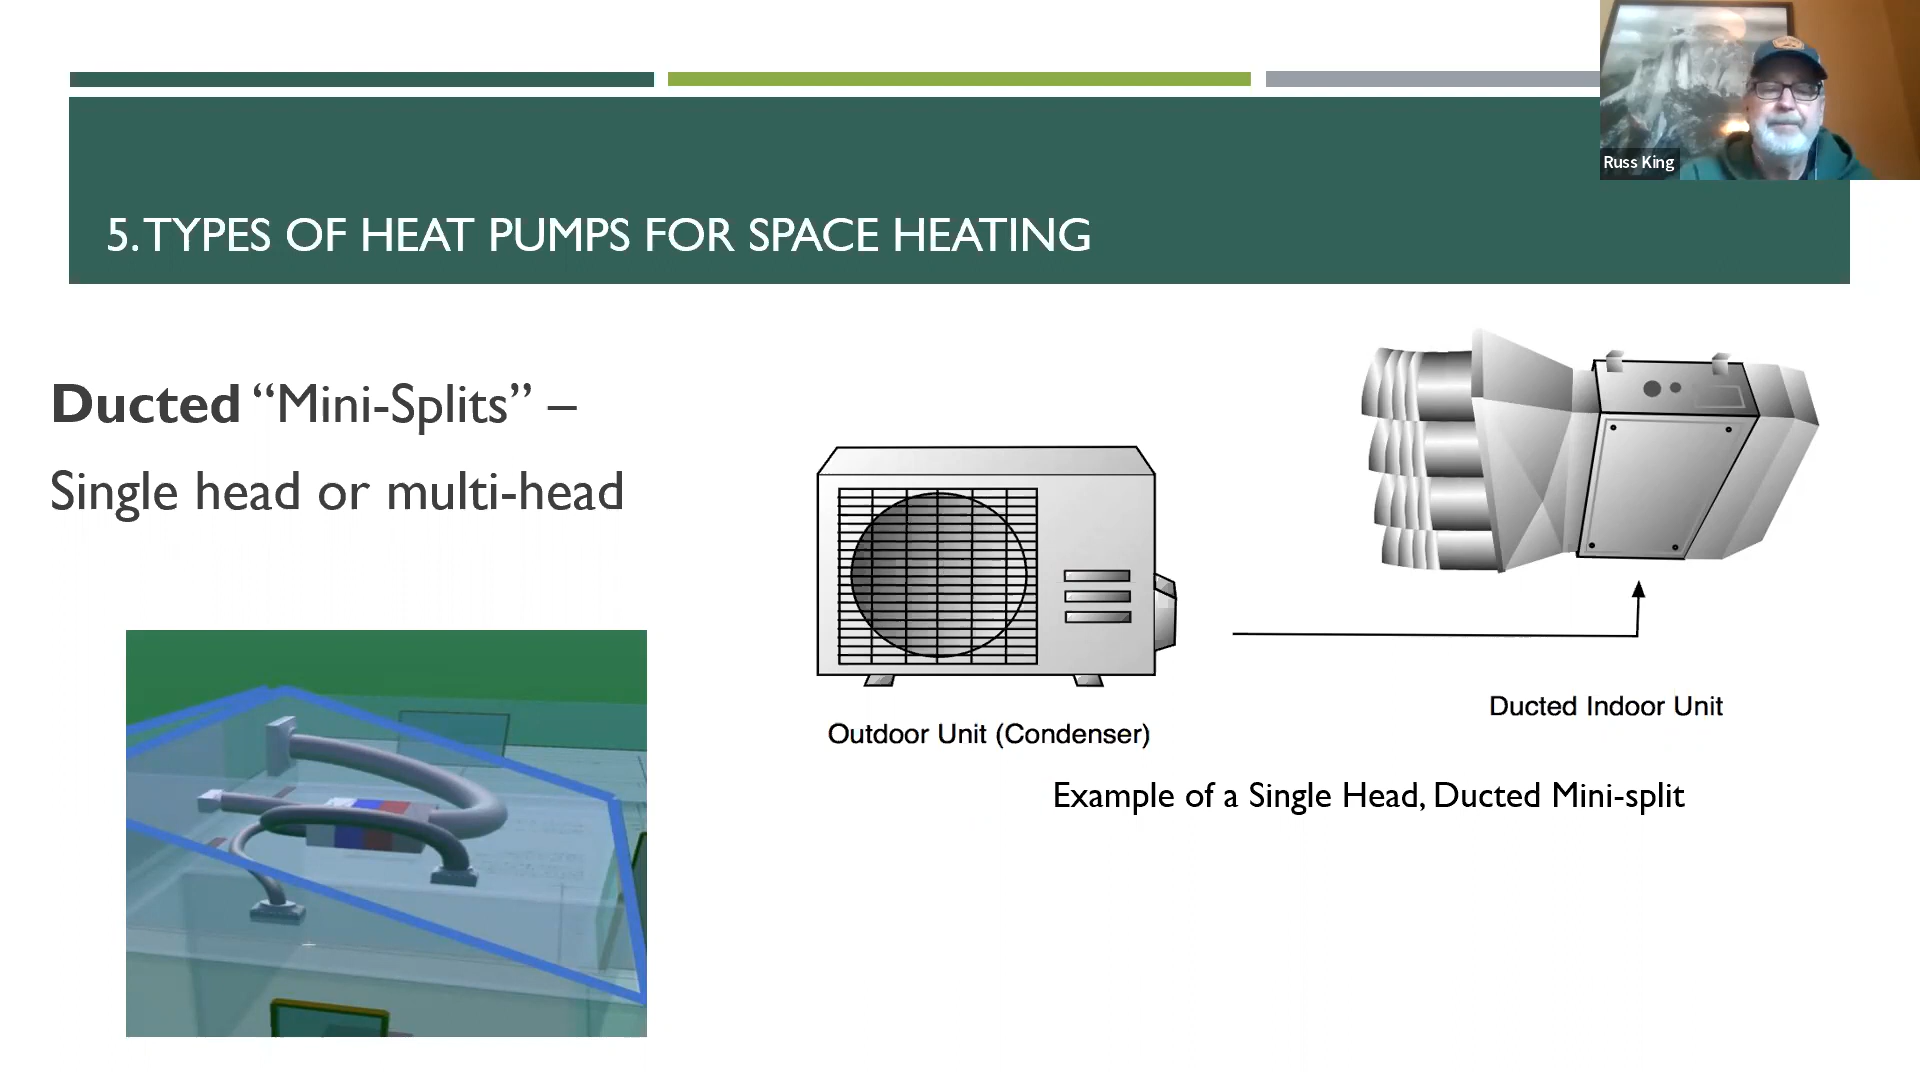 Russ King
5. TYPES OF HEAT PUMPS FOR SPACE HEATING
Ducted “Mini-Splits” –
Single head or multi-head
Outdoor Unit (Condenser)
Ducted Indoor Unit
Example of a Single Head, Ducted Mini-split